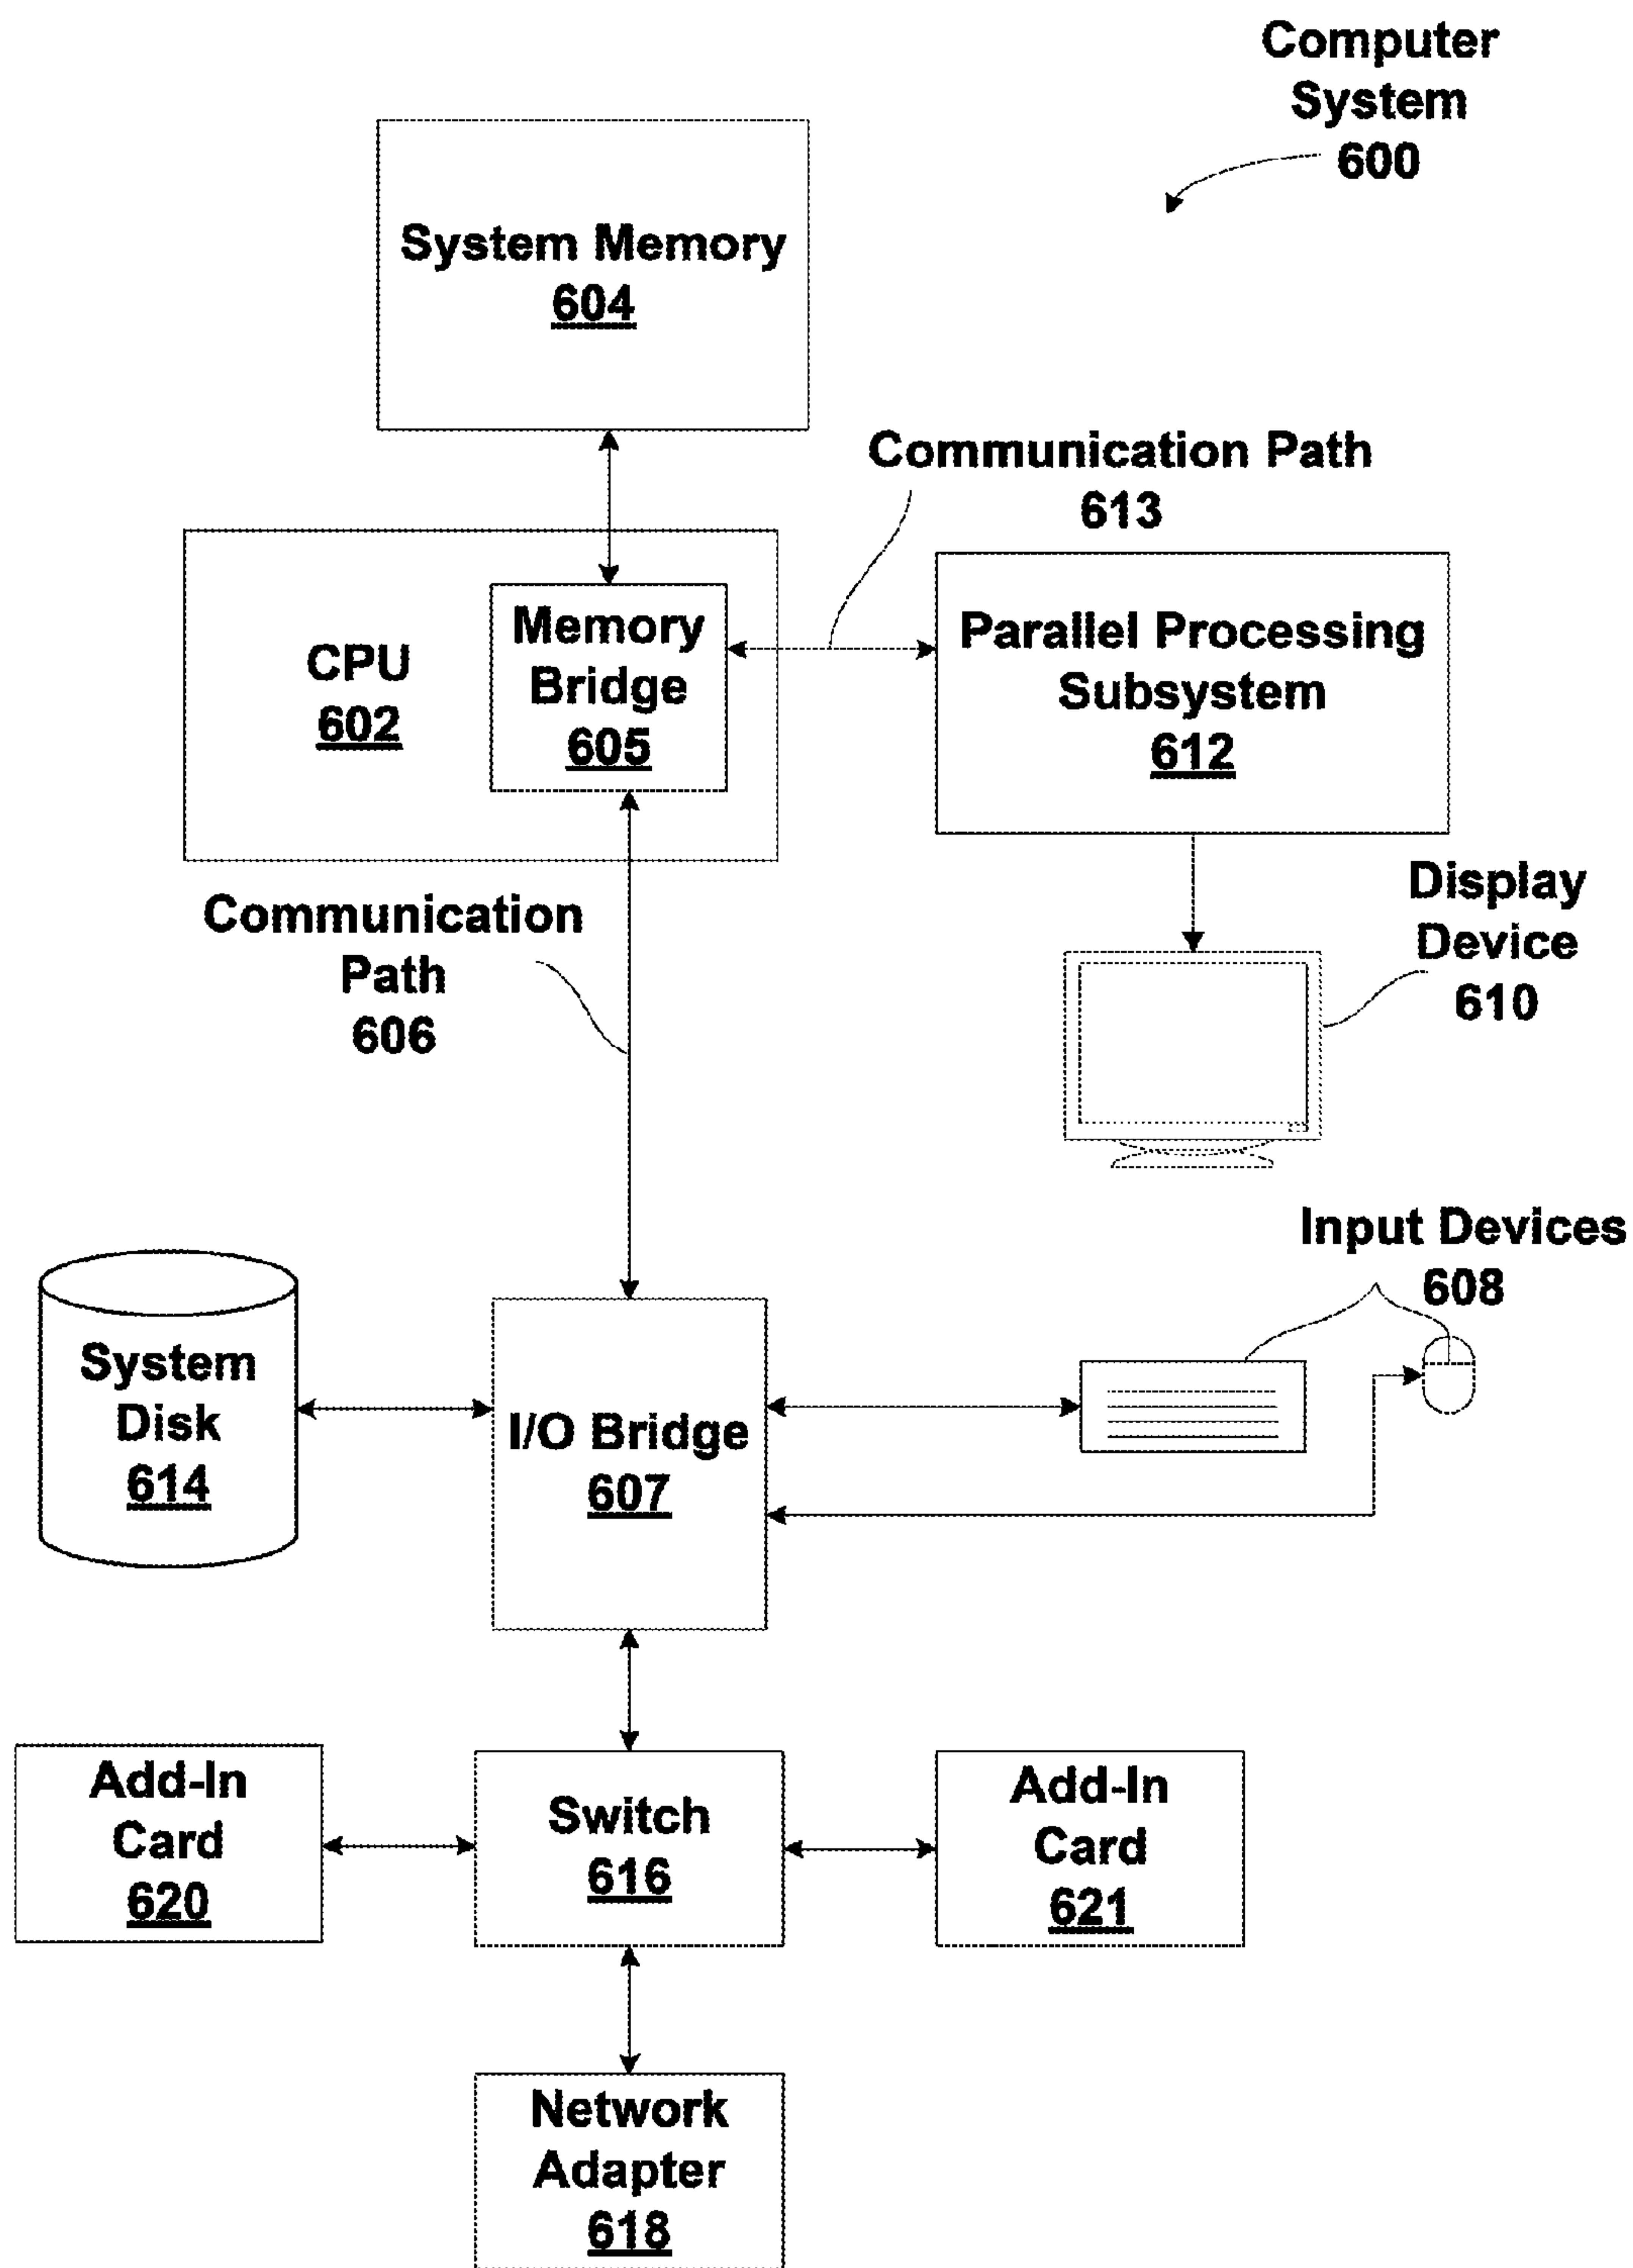 Computer
System
600
System Memory
604
Communication Path
613
CPU
602
Memory
Bridge
605
Parallel Processing
Subsystem
612
Communication
Path
606
Display
Device
610
Input Devices
608
System
Disk
614
I/O Bridge
607
Add-In
Card
620
Switch
616
Add-In
Card
621
Network
Adapter
618